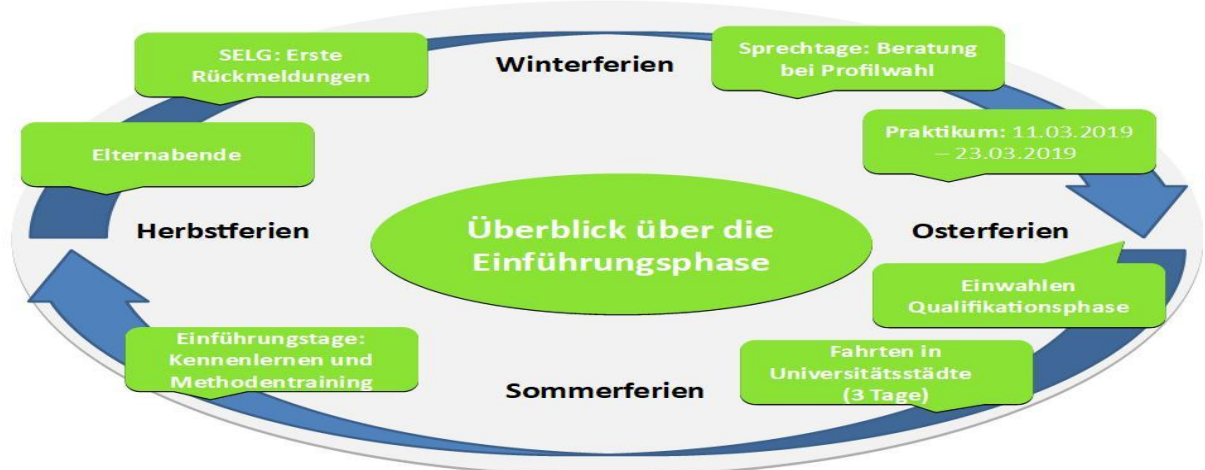 SELG: Erste
Rückmeldungen
Winterferien
Sprechtage: Beratung
bei Profilwahl
Elternabende
Praktikum: 11.03.2019
– 23.03.2019
Herbstferien
Überblick über die
Einführungsphase
Osterferien
Einwahlen
Qualifikationsphase
Einführungstage:
Kennenlernen und
Methodentraining
Sommerferien
Fahrten in
Universitätsstädte
(3 Tage)